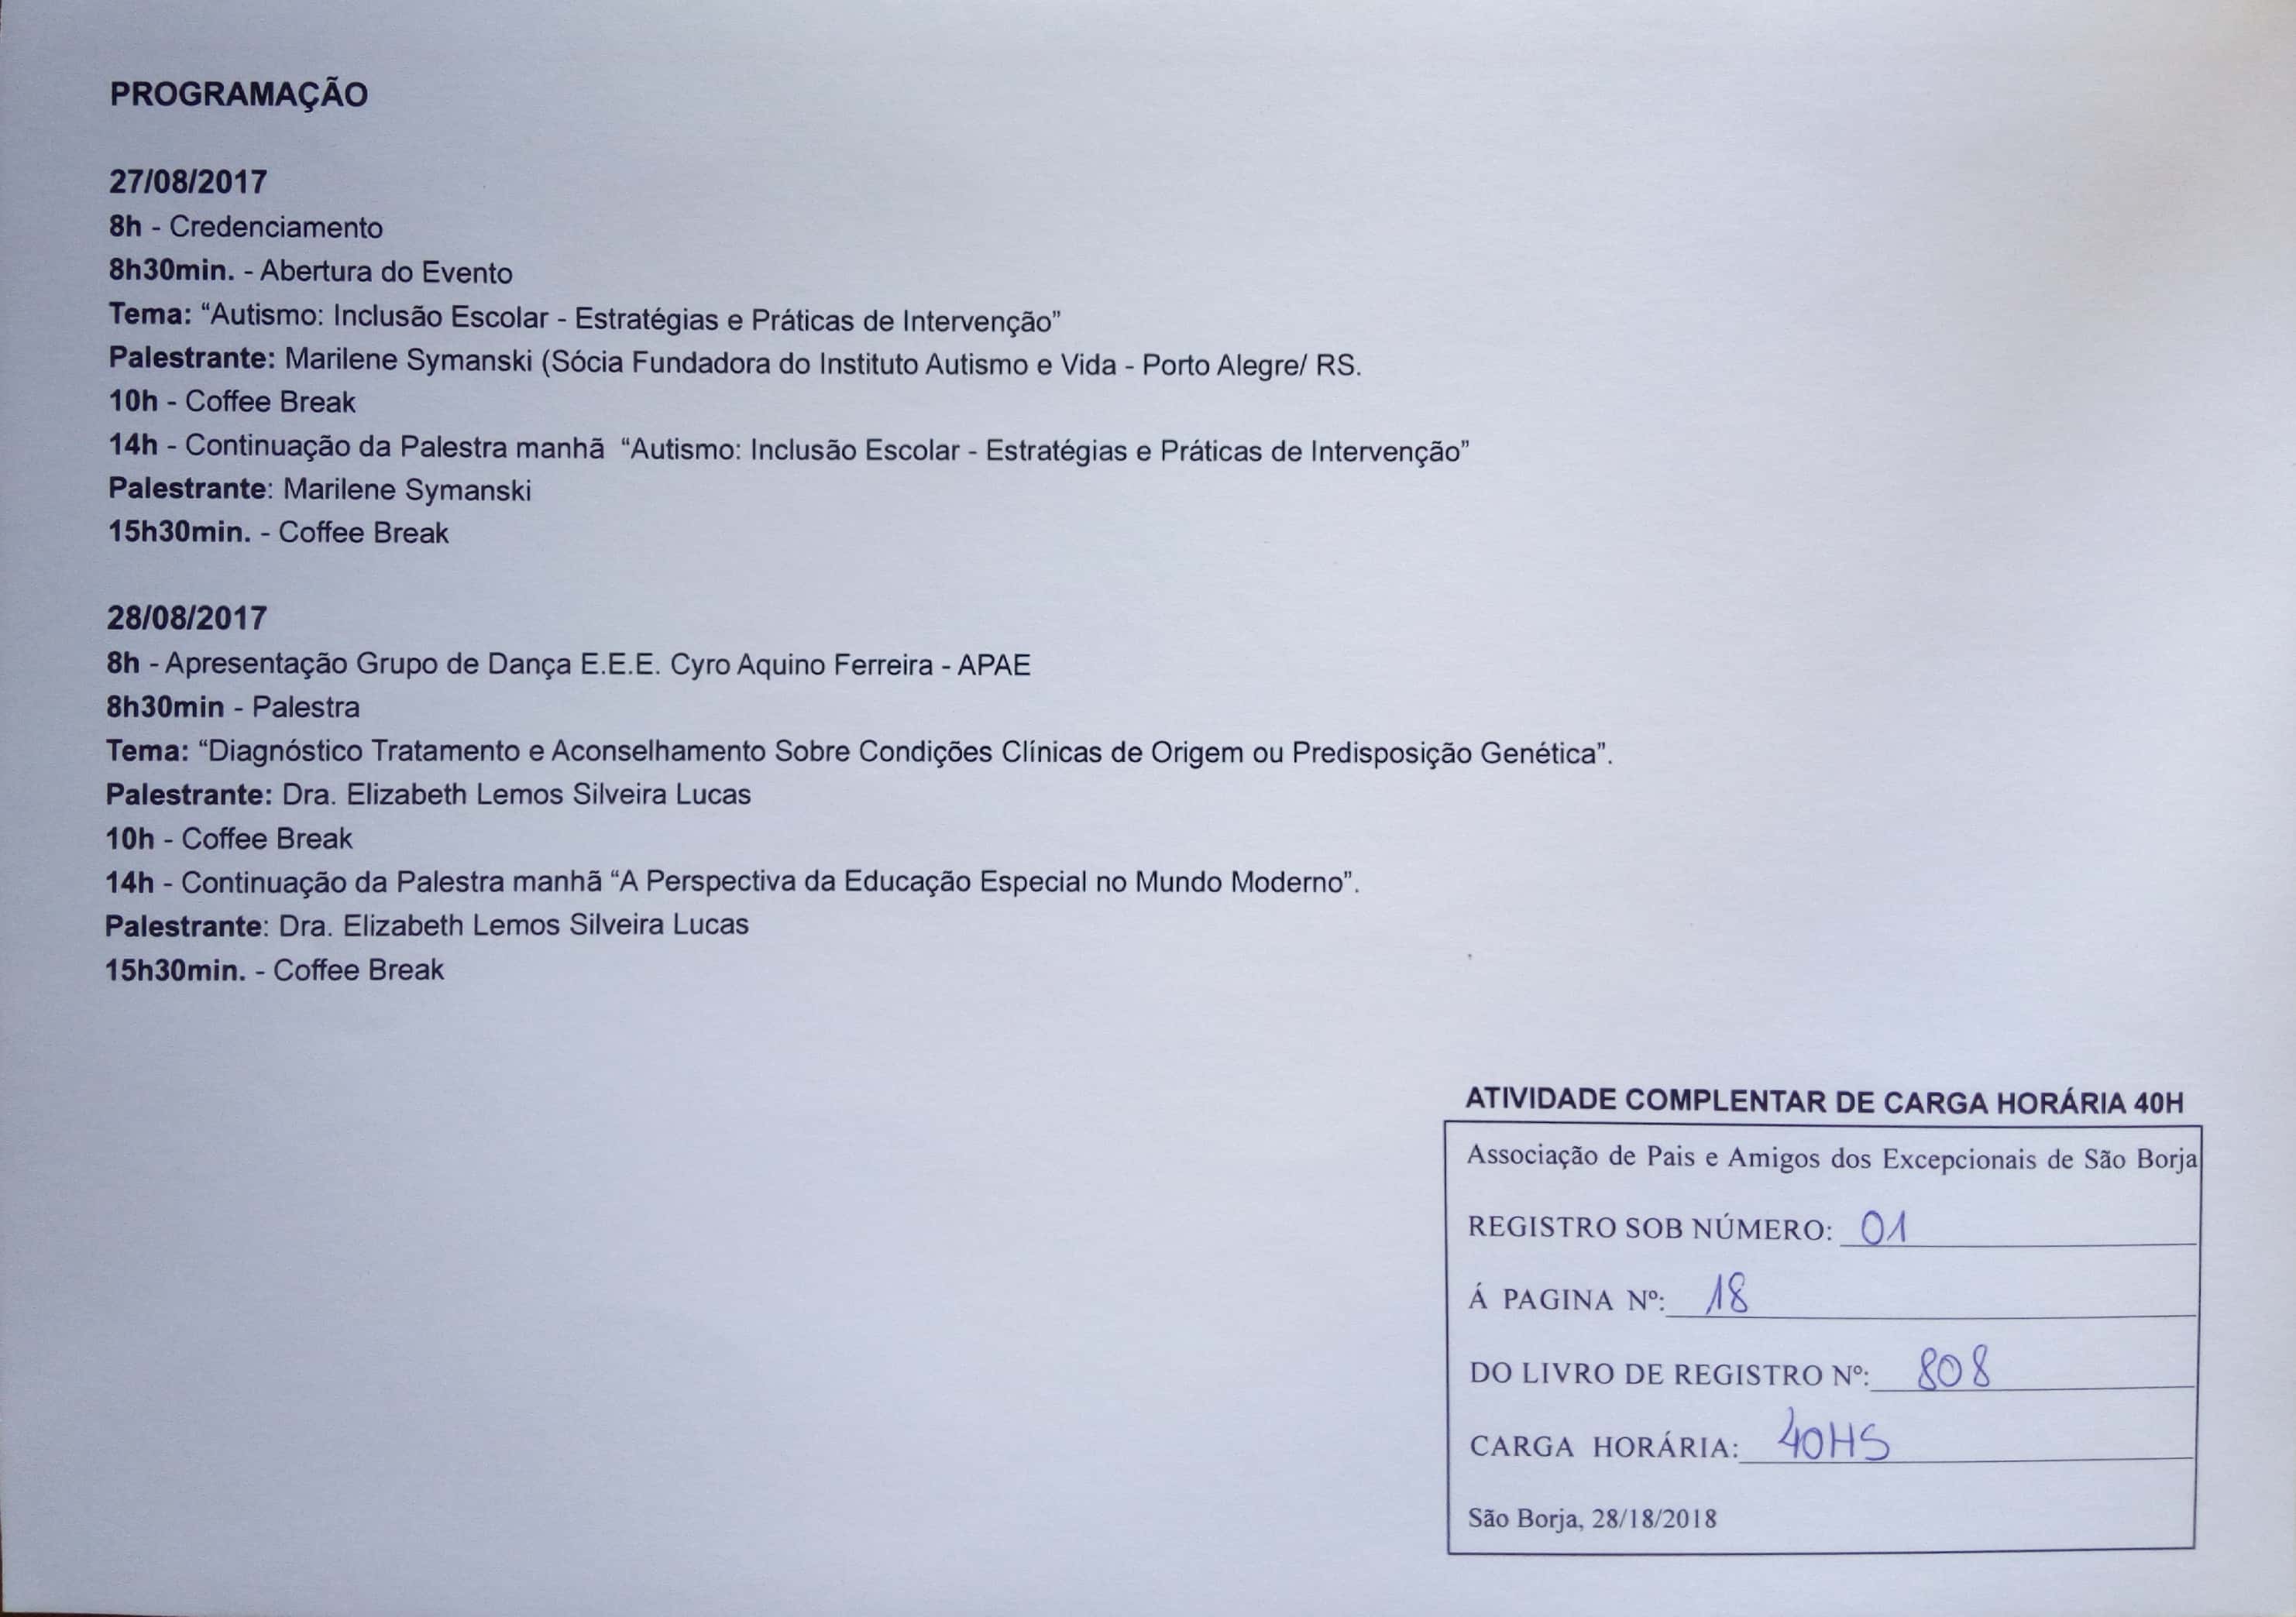 PROGRAMAÇÃO
27/08/2017
8h - Credenciamento
8h30min. - Abertura do Evento
Tema: “Autismo: Inclusão Escolar - Estratégias e Práticas de Intervenção”
Palestrante: Marilene Symanski (Sócia Fundadora do Instituto Autismo e Vida - Porto Alegre/ RS.
10h - Coffee Break
14h - Continuação da Palestra manhã “Autismo: Inclusão Escolar - Estratégias e Práticas de Intervenção”
Palestrante: Marilene Symanski
15h30min. - Coffee Break
28/08/2017
8h - Apresentação Grupo de Dança E.E.E. Cyro Aquino Ferreira - APAE
8h30min - Palestra
Tema: “Diagnóstico Tratamento e Aconselhamento Sobre Condições Clínicas de Origem ou Predisposição Genética”.
Palestrante: Dra. Elizabeth Lemos Silveira Lucas
10h - Coffee Break
14h - Continuação da Palestra manhã “A Perspectiva da Educação Especial no Mundo Moderno”.
Palestrante: Dra. Elizabeth Lemos Silveira Lucas
15h30min. - Coffee Break
ATIVIDADE COMPLENTAR DE CARGA HORÁRIA 40H
Associação de Pais e Amigos dos Excepcionais de São Borja
REGISTRO SOB NÚMERO: 01
Á PAGINA Nº: 18
DO LIVRO DE REGISTRO Nº: 808
CARGA HORÁRIA: 40HS
São Borja, 28/18/2018